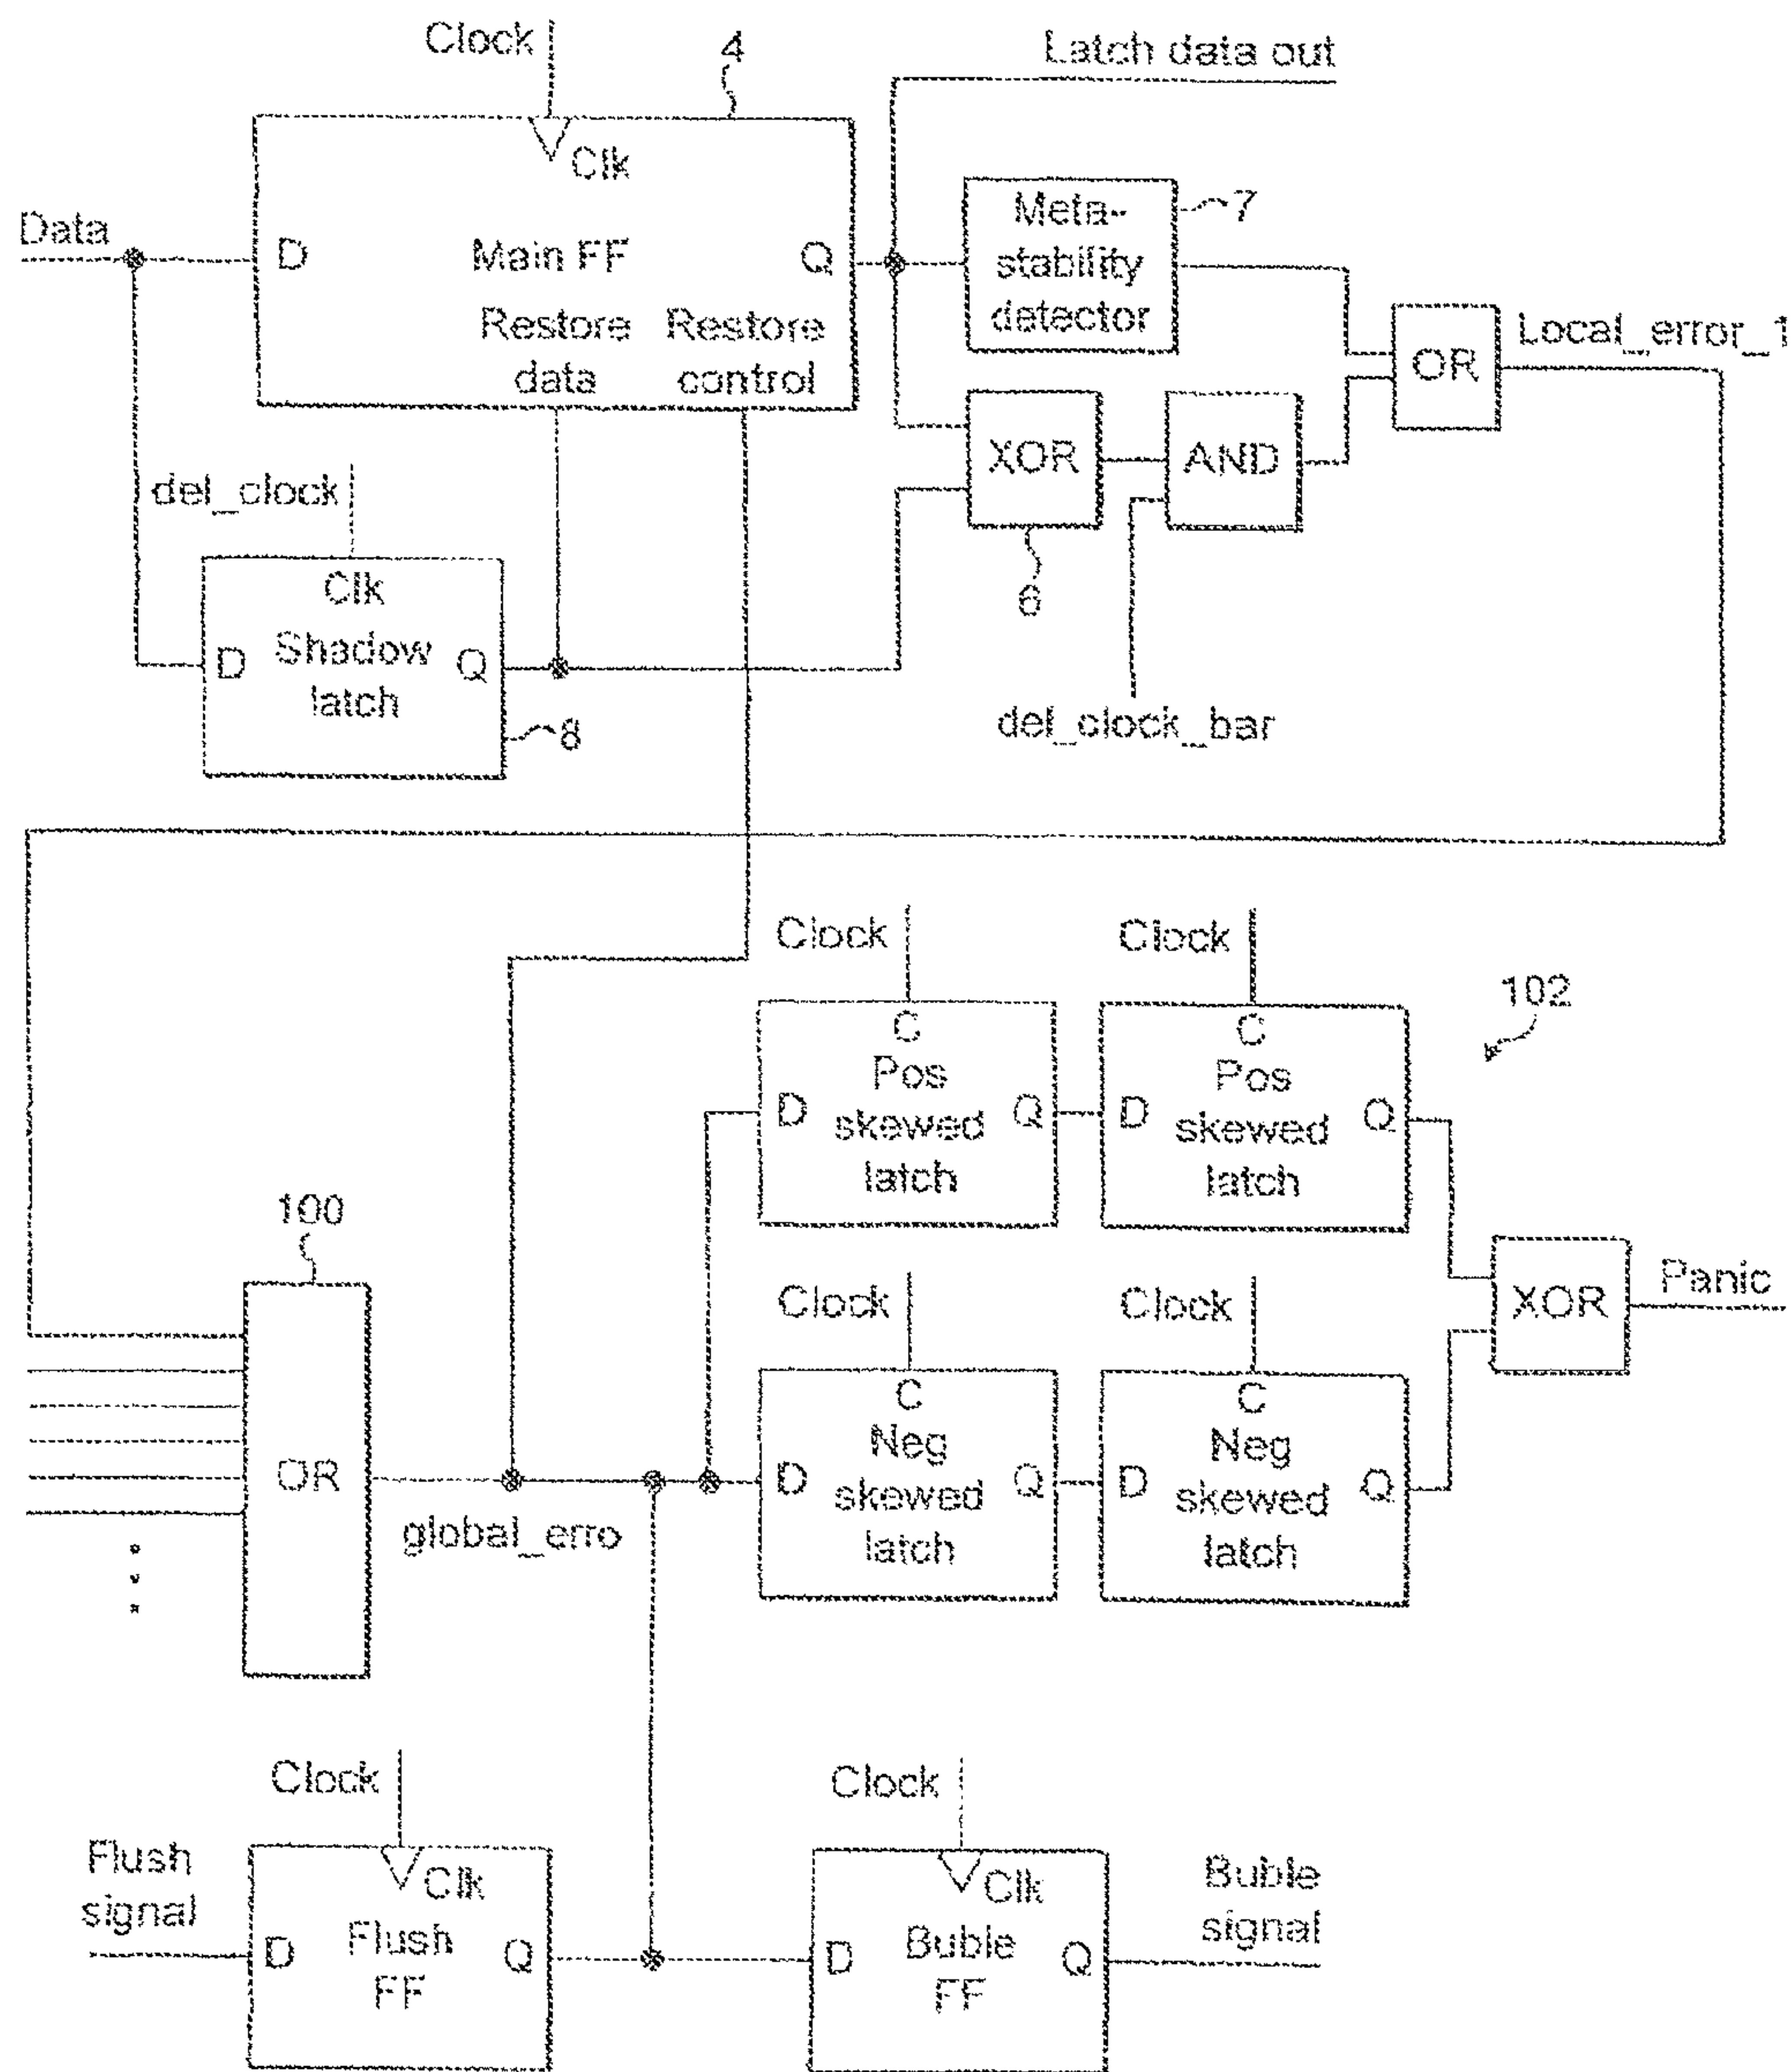 Clock
4
Latch data out
Clk
Data
D
Main FF
Q
Restore
data
Restore
control
Meta-
stability
detector
7
OR
Local_error_1
XOR
AND
6
del_clock
Clk
D
Shadow
latch
Q
8
del_clock_bar
Clock
Clock
102
C
Pos
skewed
latch
D
Q
C
Pos
skewed
latch
D
Q
100
OR
global_erro
Clock
Clock
C
Neg
skewed
latch
D
Q
C
Neg
skewed
latch
D
Q
XOR
Panic
Clock
Clock
Flush
signal
Clk
D
Flush
FF
Q
Clk
D
Buble
FF
Q
Buble
signal